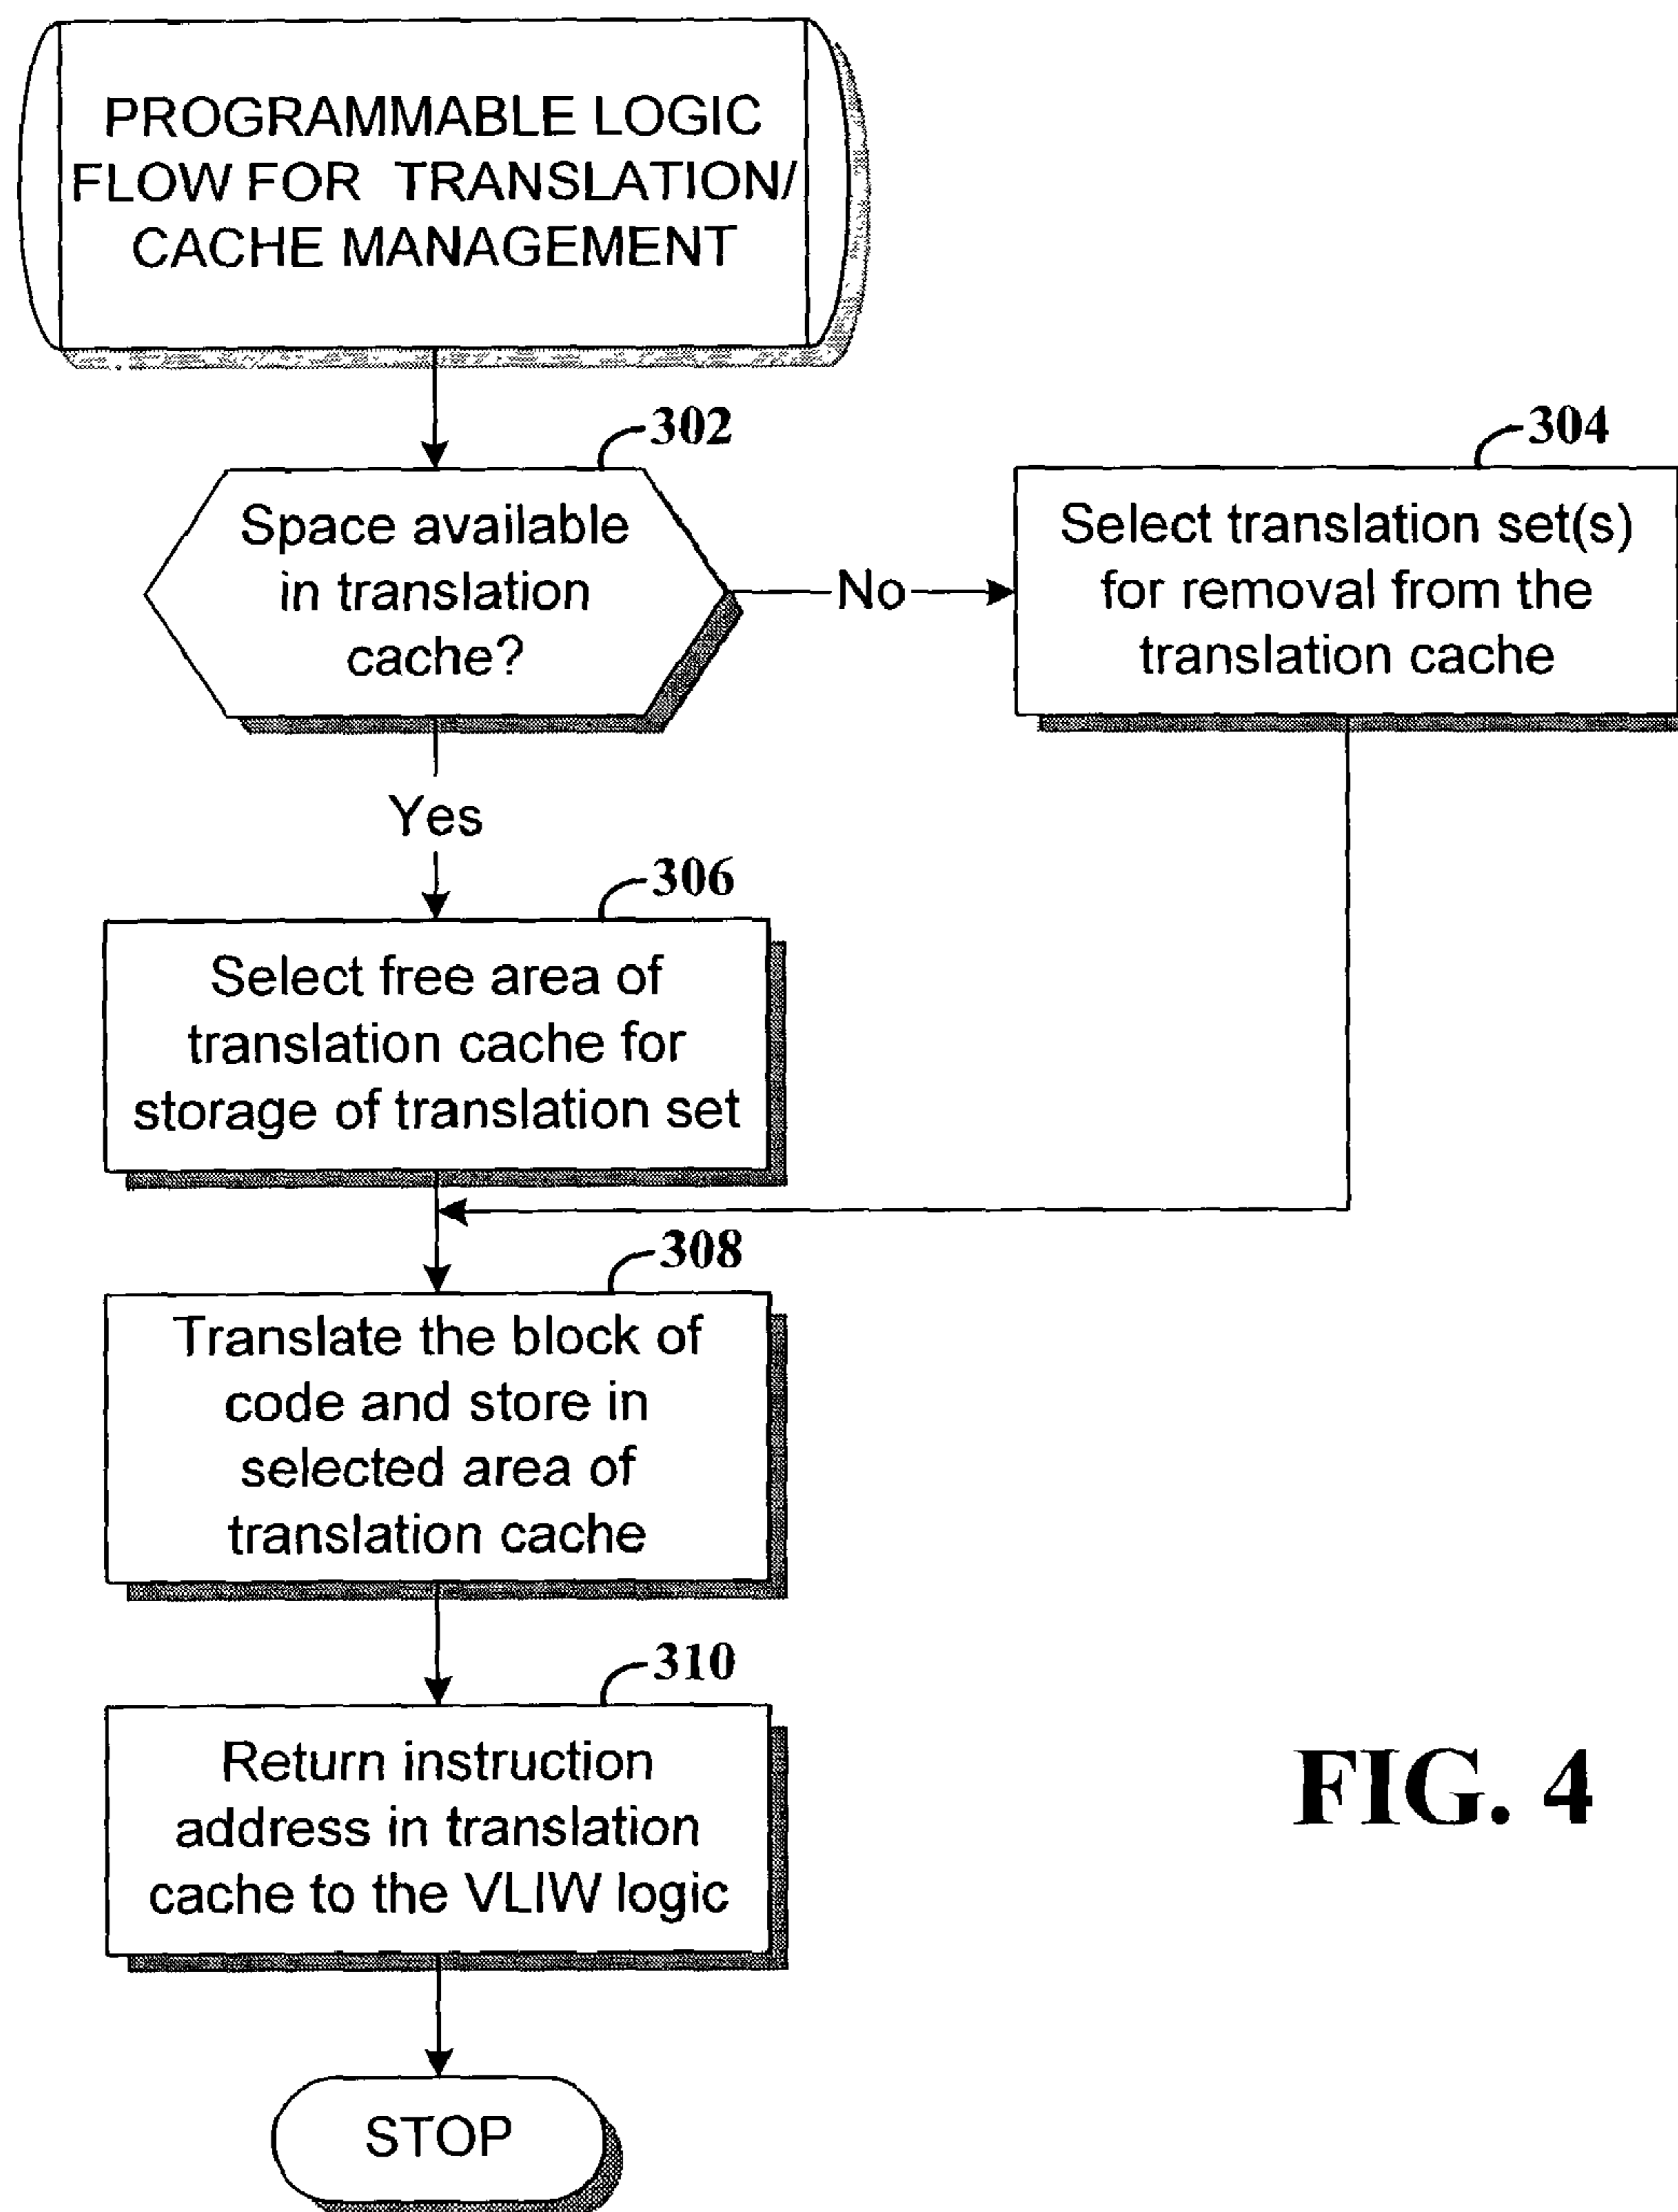 PROGRAMMABLE LOGIC
FLOW FOR TRANSLATION/
CACHE MANAGEMENT
302
Space available
in translation
cache?
No
304
Select translation set(s)
for removal from the
translation cache
Yes
306
Select free area of
translation cache for
storage of translation set
308
Translate the block of
code and store in
selected area of
translation cache
310
Return instruction
address in translation
cache to the VLIW logic
STOP
FIG. 4